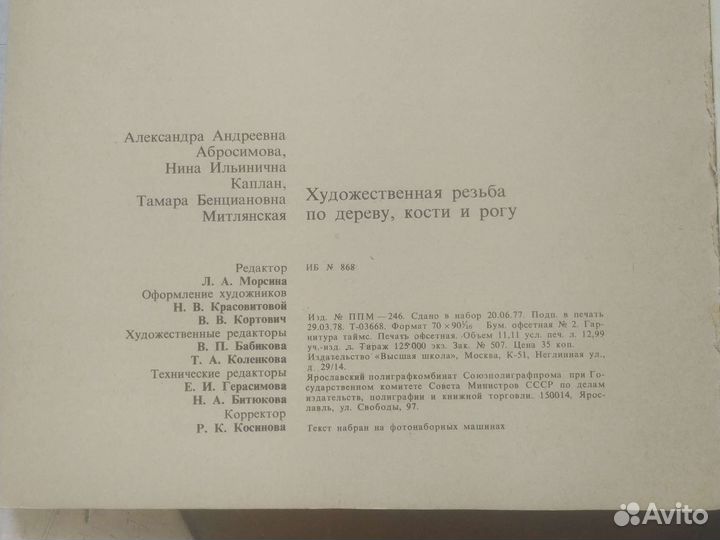 Александра Андреевна
Абросимова,
Нина Ильинична
Каплан,
Тамара Бенциановна
Митлянская
Художественная резьба
по дереву, кости и рогу
Редактор
Л. А. Морсина
Оформление художников
Н. В. Красовитовой
В. В. Кортович
Художественные редакторы
В. П. Бабикова
Т. А. Коленкова
Технические редакторы
Е. И. Герасимова
Н. А. Битюкова
Корректор
Р. К. Косинова
ИБ № 868
Изд. № ППМ—246. Сдано в набор 20.06.77. Подп. в печать
29.03.78. Т-03668. Формат 70×90 1/16 Бум. офсетная № 2. Гар-
нитура таймс. Печать офсетная. Объем 11,11 усл. печ. л. 12,99
уч.-изд. л. Тираж 125 000 экз. Зак. № 507. Цена 35 коп.
Издательство «Высшая школа», Москва, К-51, Неглинная ул.,
д. 29/14.
Ярославский полиграфкомбинат Союзполиграфпрома при Го-
сударственном комитете Совета Министров СССР по делам
издательств, полиграфии и книжной торговли. 150014, Яро-
славль, ул. Свободы, 97.
Текст набран на фотонаборных машинах
Avito